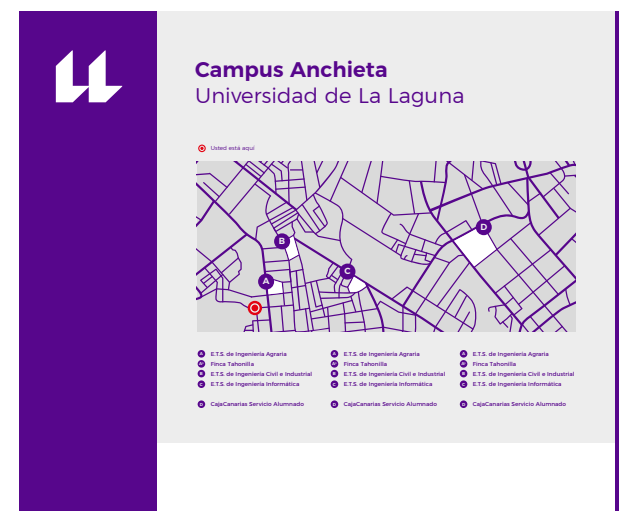 Campus Anchieta
Universidad de La Laguna
Usted está aquí
D
B
C
A
A E.T.S. de Ingeniería Agraria
Finca Tahonilla
B E.T.S. de Ingeniería Civil e Industrial
C E.T.S. de Ingeniería Informática
D CajaCanarias Servicio Alumnado
A E.T.S. de Ingeniería Agraria
Finca Tahonilla
B E.T.S. de Ingeniería Civil e Industrial
C E.T.S. de Ingeniería Informática
D CajaCanarias Servicio Alumnado
A E.T.S. de Ingeniería Agraria
Finca Tahonilla
B E.T.S. de Ingeniería Civil e Industrial
C E.T.S. de Ingeniería Informática
D CajaCanarias Servicio Alumnado